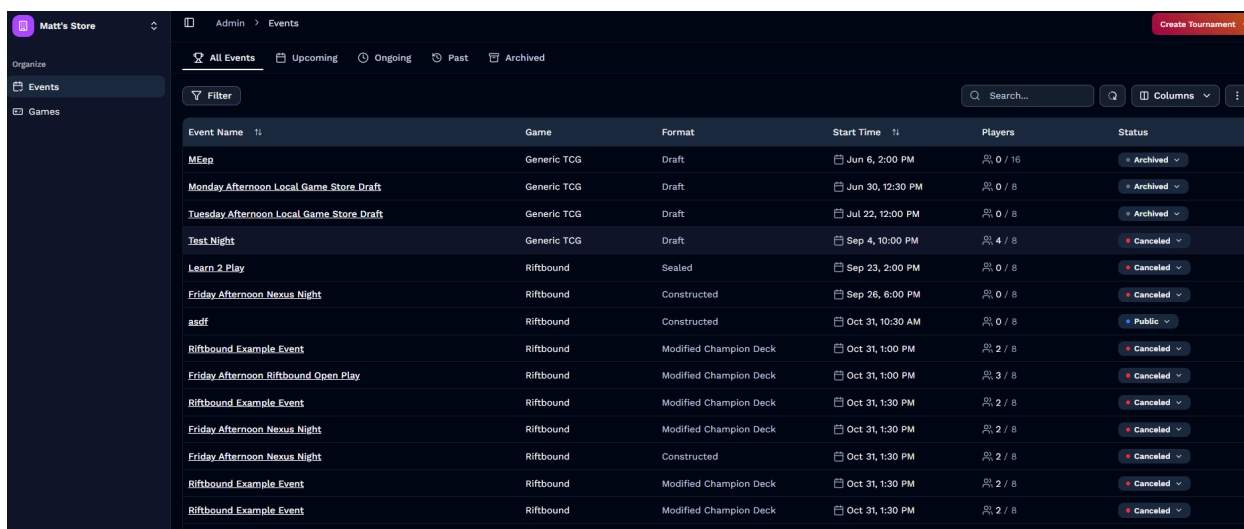 Matt's Store
Admin > Events
Create Tournament
Organize
All Events Upcoming Ongoing Past Archived
Events
Filter Search... Columns
Games
Event Name Game Format Start Time Players Status
MEep Generic TCG Draft Jun 6, 2:00 PM 0 / 16 Archived
Monday Afternoon Local Game Store Draft Generic TCG Draft Jun 30, 12:30 PM 0 / 8 Archived
Tuesday Afternoon Local Game Store Draft Generic TCG Draft Jul 22, 12:00 PM 0 / 8 Archived
Test Night Generic TCG Draft Sep 4, 10:00 PM 4 / 8 Canceled
Learn 2 Play Riftbound Sealed Sep 23, 2:00 PM 0 / 8 Canceled
Friday Afternoon Nexus Night Riftbound Constructed Sep 26, 6:00 PM 0 / 8 Canceled
asdf Riftbound Constructed Oct 31, 10:30 AM 0 / 8 Public
Riftbound Example Event Riftbound Modified Champion Deck Oct 31, 1:00 PM 2 / 8 Canceled
Friday Afternoon Riftbound Open Play Riftbound Modified Champion Deck Oct 31, 1:00 PM 3 / 8 Canceled
Riftbound Example Event Riftbound Modified Champion Deck Oct 31, 1:30 PM 2 / 8 Canceled
Friday Afternoon Nexus Night Riftbound Modified Champion Deck Oct 31, 1:30 PM 2 / 8 Canceled
Friday Afternoon Nexus Night Riftbound Constructed Oct 31, 1:30 PM 2 / 8 Canceled
Riftbound Example Event Riftbound Modified Champion Deck Oct 31, 1:30 PM 2 / 8 Canceled
Riftbound Example Event Riftbound Modified Champion Deck Oct 31, 1:30 PM 2 / 8 Canceled